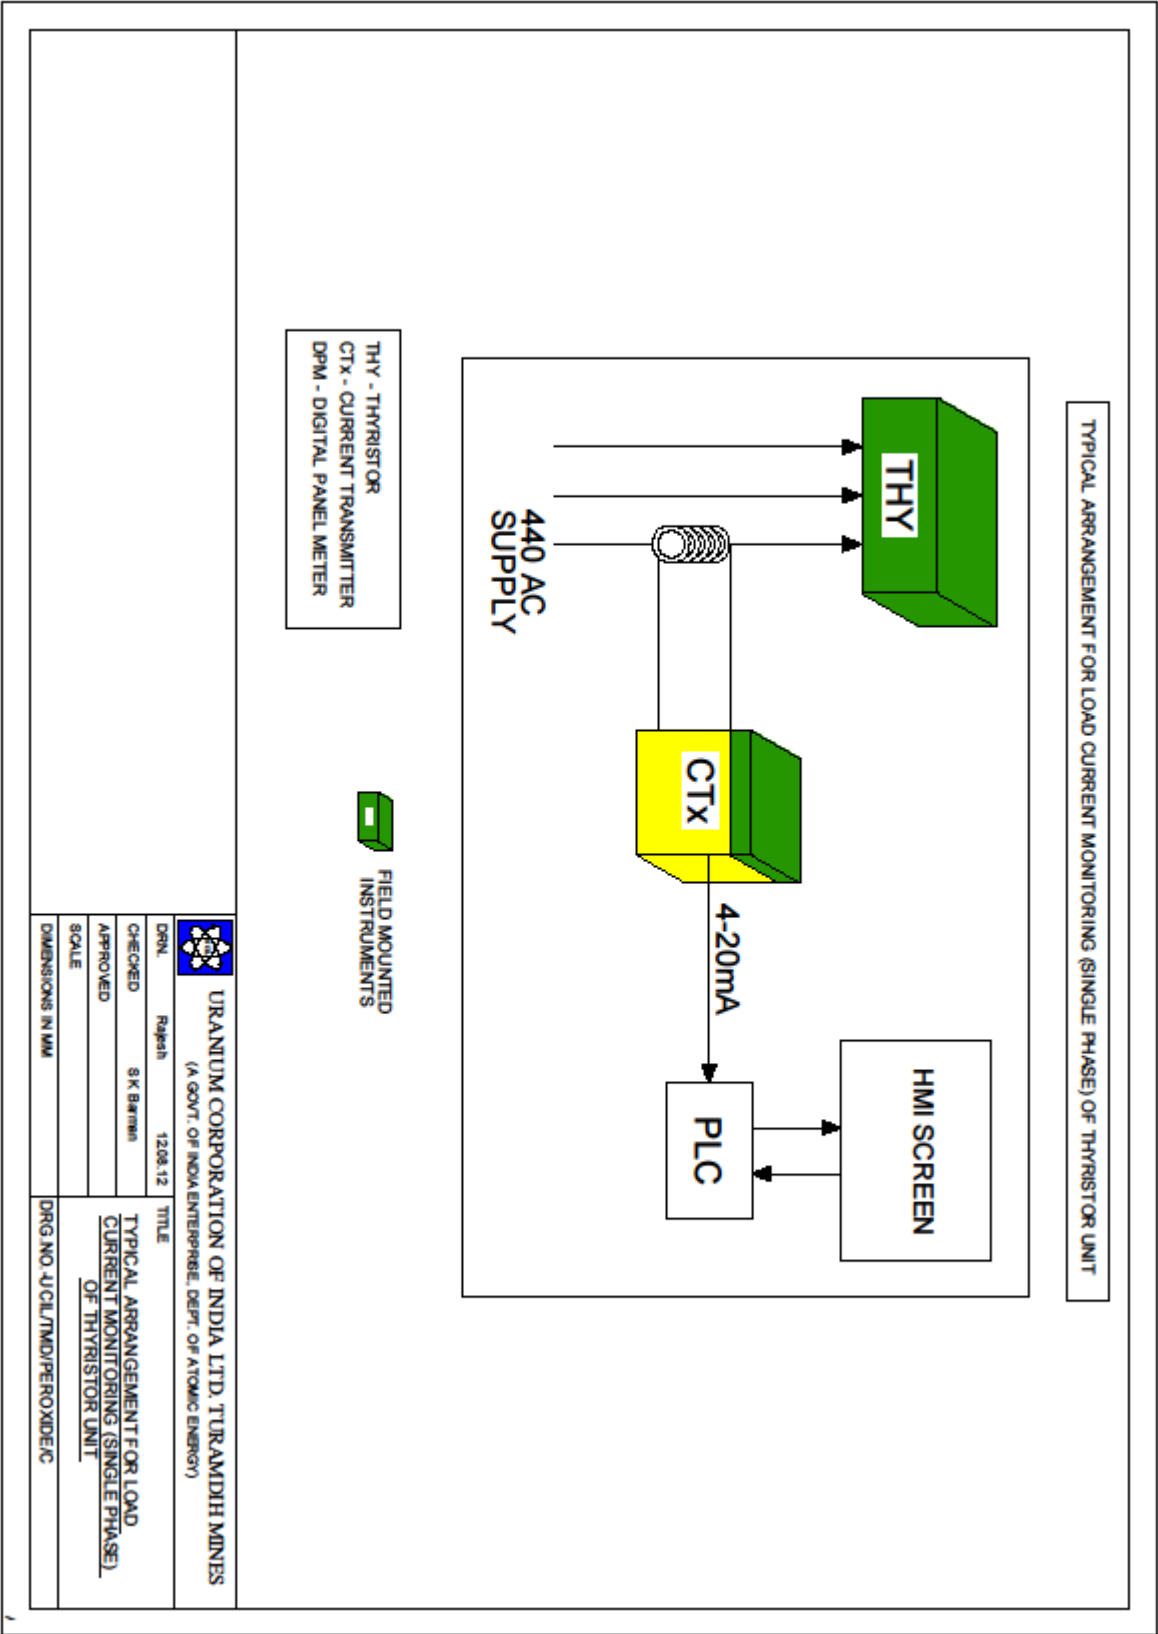 TYPICAL ARRANGEMENT FOR LOAD CURRENT MONITORING (SINGLE PHASE) OF THYRISTOR UNIT
THY
HMI SCREEN
CTx
4-20mA
PLC
440 AC
SUPPLY
THY - THYRISTOR
CTx - CURRENT TRANSMITTER
DPM - DIGITAL PANEL METER
FIELD MOUNTED
INSTRUMENTS
URANIUM CORPORATION OF INDIA LTD. TURAMDIH MINES
(A GOVT. OF INDIA ENTERPRISE, DEPT. OF ATOMIC ENERGY)
DRN. Rajesh 12.08.12
CHECKED S K Barman
APPROVED
SCALE
DIMENSIONS IN MM
TITLE
TYPICAL ARRANGEMENT FOR LOAD
CURRENT MONITORING (SINGLE PHASE)
OF THYRISTOR UNIT
DRG.NO.-UCIL/TMD/PEROXIDE/C